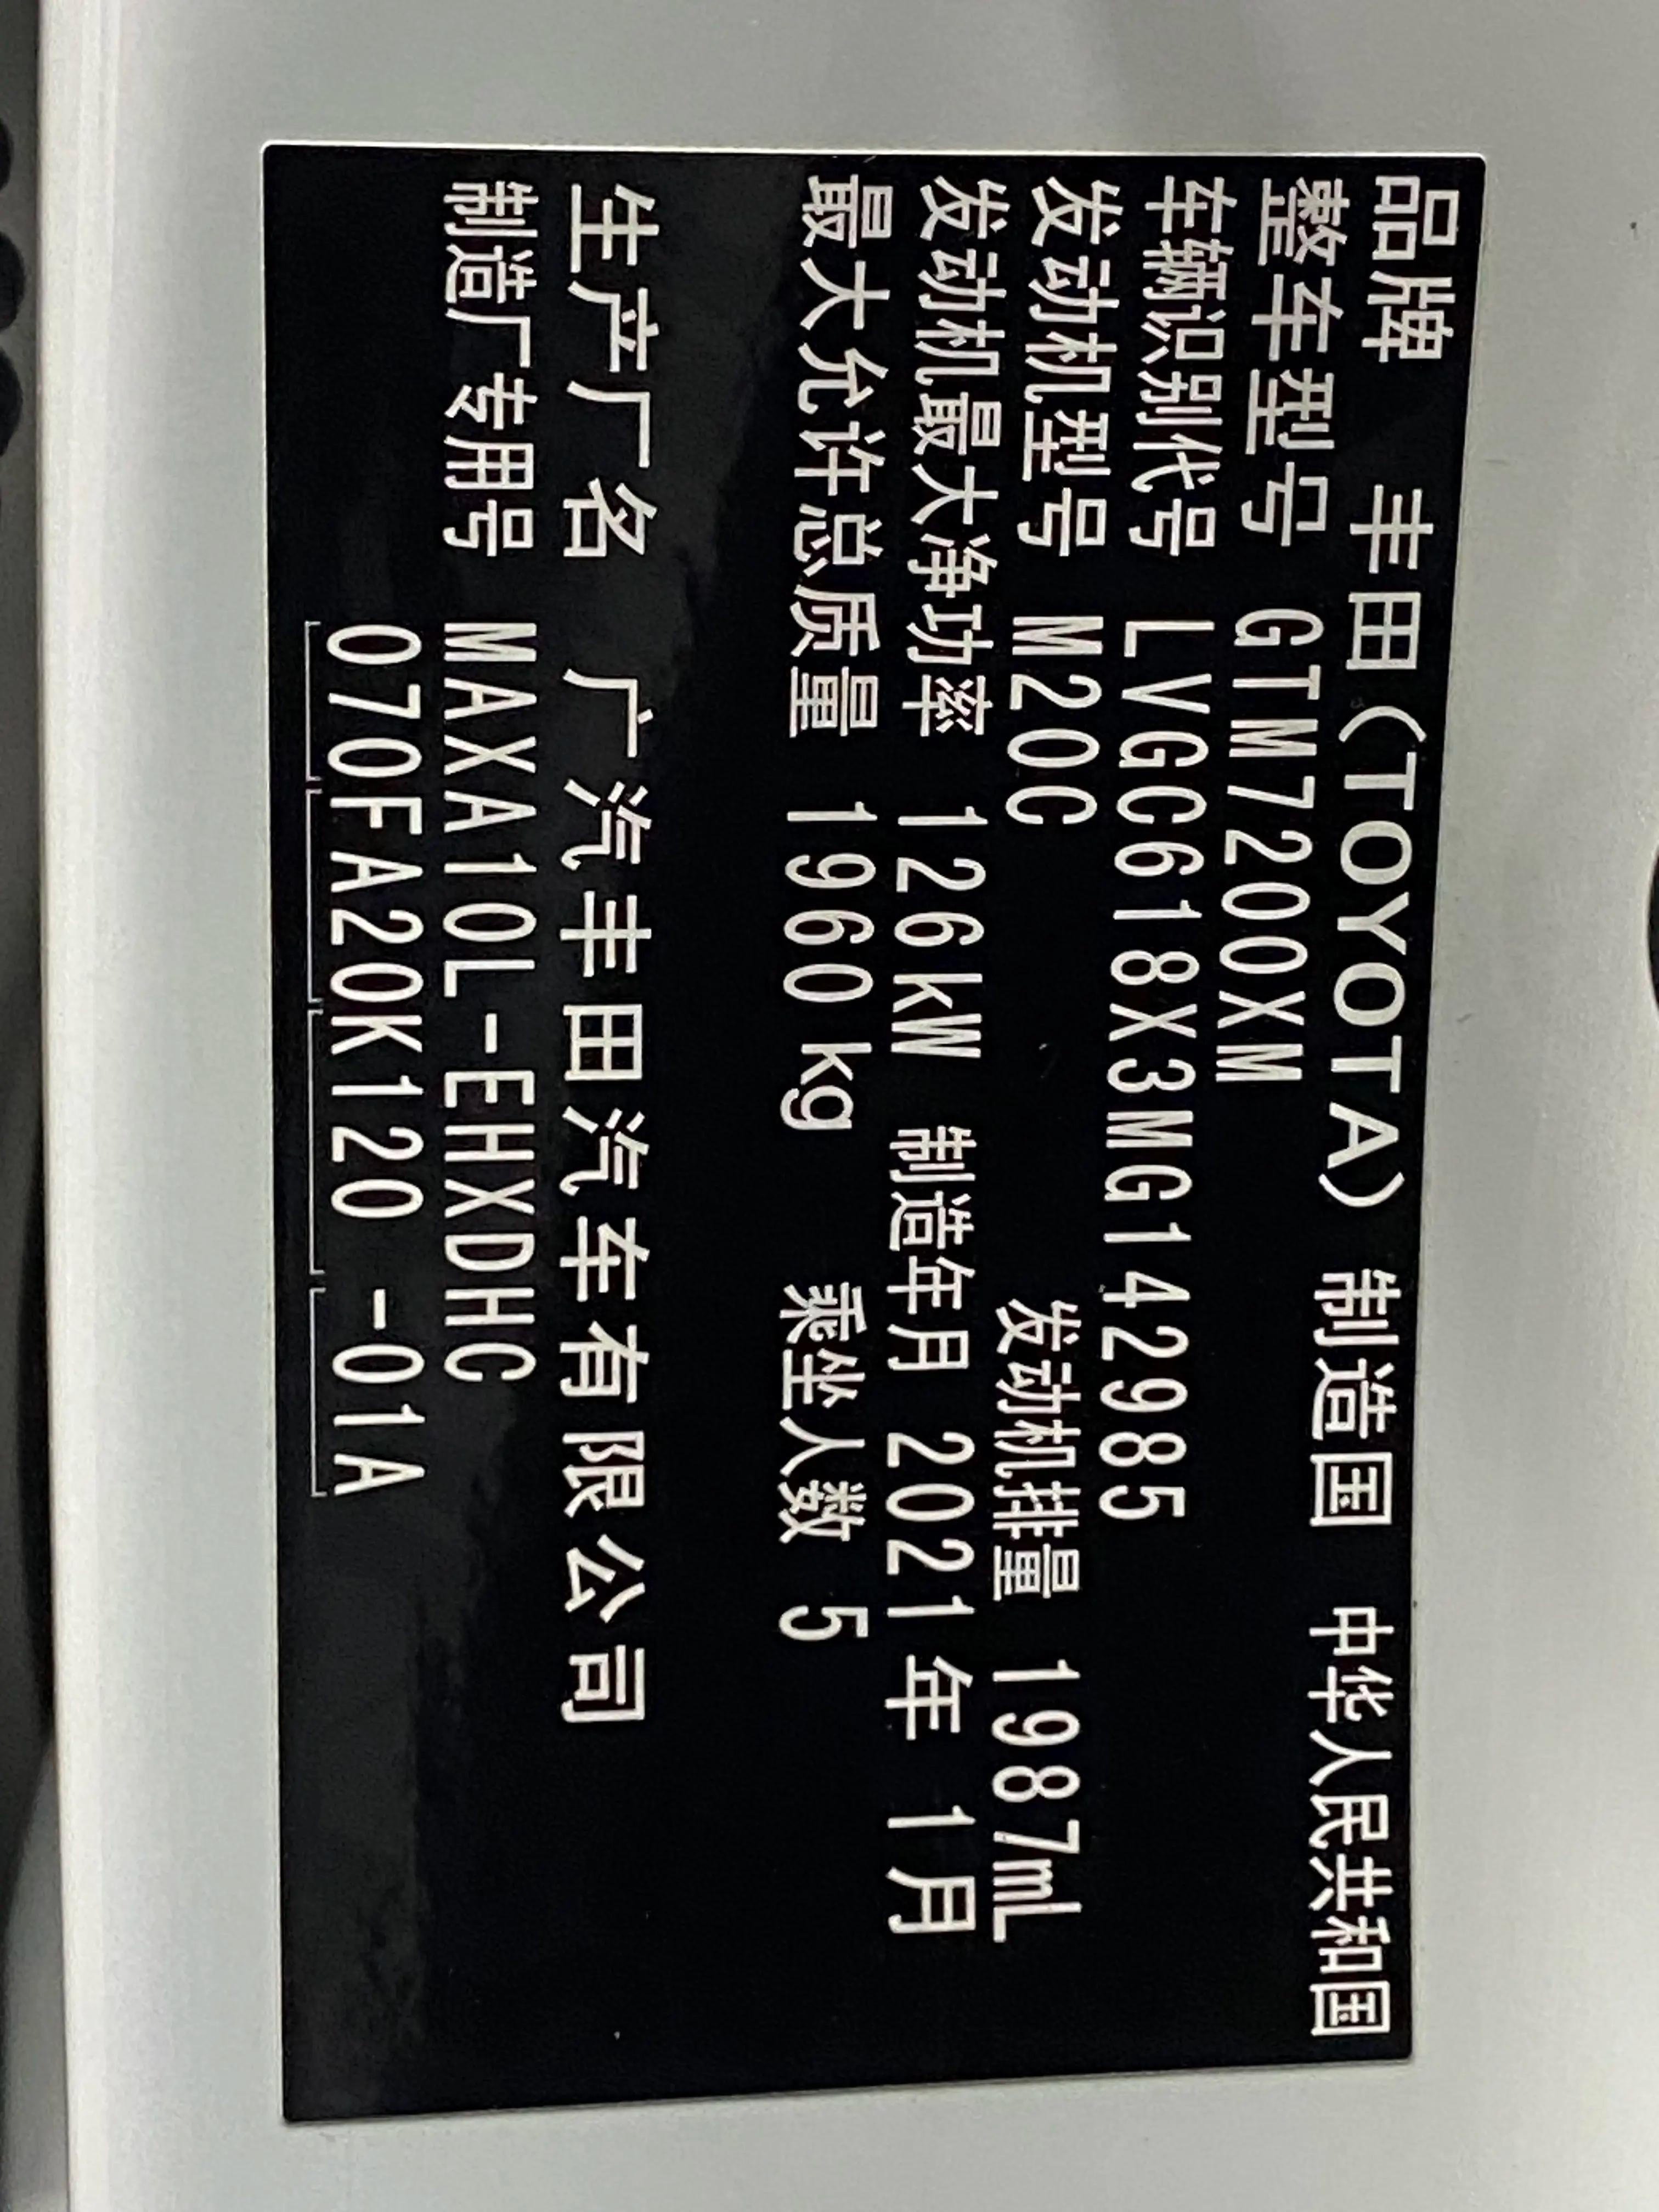 品牌 丰田(TOYOTA) 制造国 中华人民共和国
整车型号 GTM7200XM
车辆识别代号 LVGC618X3MG142985
发动机型号 M20C 发动机排量 1987mL
发动机最大净功率 126kW 制造年月 2021年 1月
最大允许总质量 1960kg 乘坐人数 5
生产厂名 广汽丰田汽车有限公司
制造厂专用号 MAXA10L-EHXDHC
070FA20K120 -01A